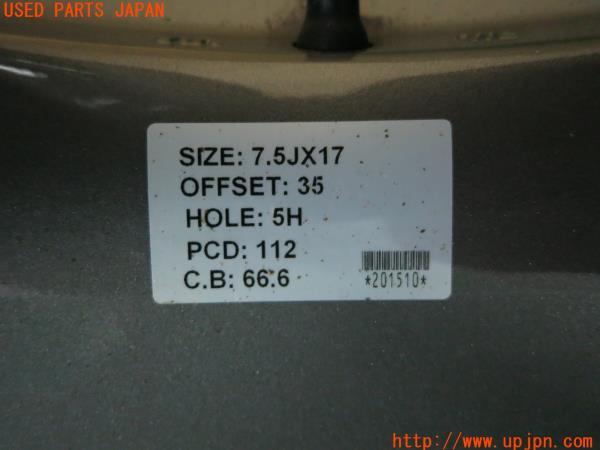 USED PARTS JAPAN
SIZE: 7.5JX17
OFFSET: 35
HOLE: 5H
PCD: 112
C.B: 66.6
*201510*
http://www.upjpn.com/